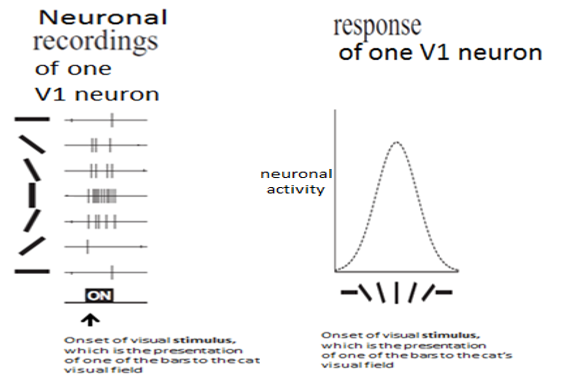 Neuronal
recordings
of one
V1 neuron
ON
Onset of visual stimulus,
which is the presentation
of one of the bars to the cat
visual field
response
of one V1 neuron
neuronal
activity
Onset of visual stimulus,
which is the presentation
of one of the bars to the cat's
visual field